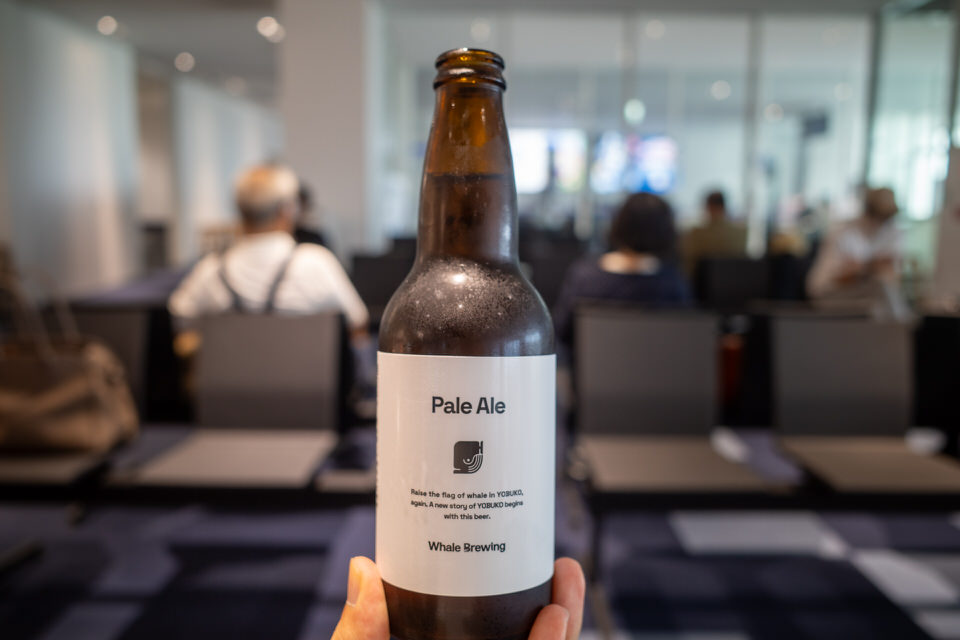 Pale Ale
Raise the flag of whale in YOBUKO,
again. A new story of YOBUKO begins
with this beer.
Whale Brewing